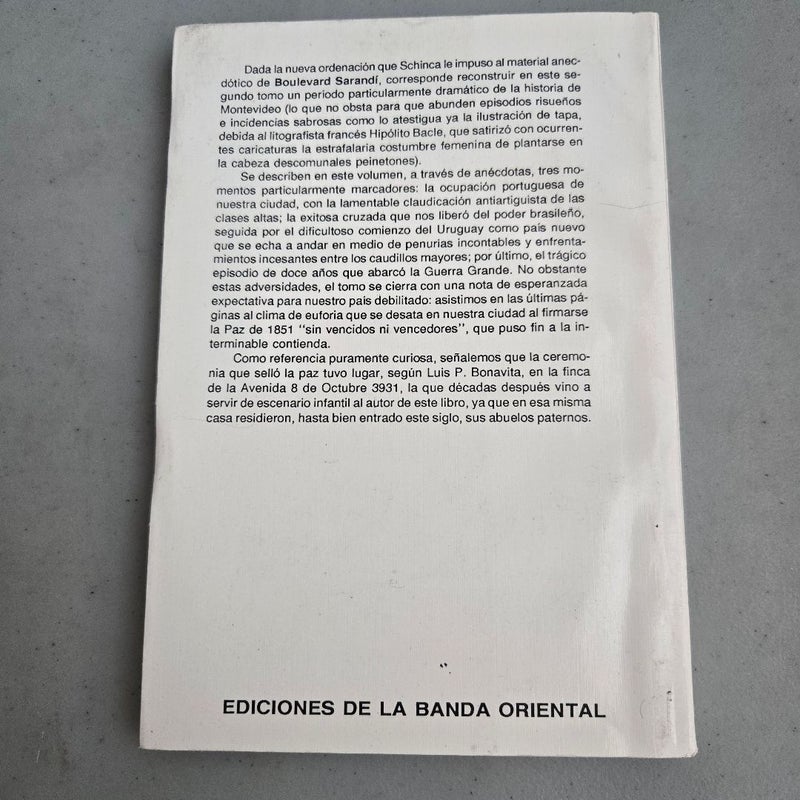 Dada la nueva ordenación que Schinca le impuso al material anec-
dótico de Boulevard Sarandí, corresponde reconstruir en este se-
gundo tomo un período particularmente dramático de la historia de
Montevideo (lo que no obsta para que abunden episodios risueños
e incidencias sabrosas como lo atestigua ya la ilustración de tapa,
debida al litografista francés Hipólito Bacle, que satirizó con ocurren-
tes caricaturas la estrafalaria costumbre femenina de plantarse en
la cabeza descomunales peinetones).
Se describen en este volumen, a través de anécdotas, tres mo-
mentos particularmente marcadores: la ocupación portuguesa de
nuestra ciudad, con la lamentable claudicación antiartiguista de las
clases altas; la exitosa cruzada que nos liberó del poder brasileño,
seguida por el dificultoso comienzo del Uruguay como país nuevo
que se echa a andar en medio de penurias incontables y enfrenta-
mientos incesantes entre los caudillos mayores; por último, el trágico
episodio de doce años que abarcó la Guerra Grande. No obstante
estas adversidades, el tomo se cierra con una nota de esperanzada
expectativa para nuestro país debilitado: asistimos en las últimas pá-
ginas al clima de euforia que se desata en nuestra ciudad al firmarse
la Paz de 1851 "sin vencidos ni vencedores", que puso fin a la in-
terminable contienda.
Como referencia puramente curiosa, señalemos que la ceremo-
nia que selló la paz tuvo lugar, según Luis P. Bonavita, en la finca
de la Avenida 8 de Octubre 3931, la que décadas después vino a
servir de escenario infantil al autor de este libro, ya que en esa misma
casa residieron, hasta bien entrado este siglo, sus abuelos paternos.
EDICIONES DE LA BANDA ORIENTAL